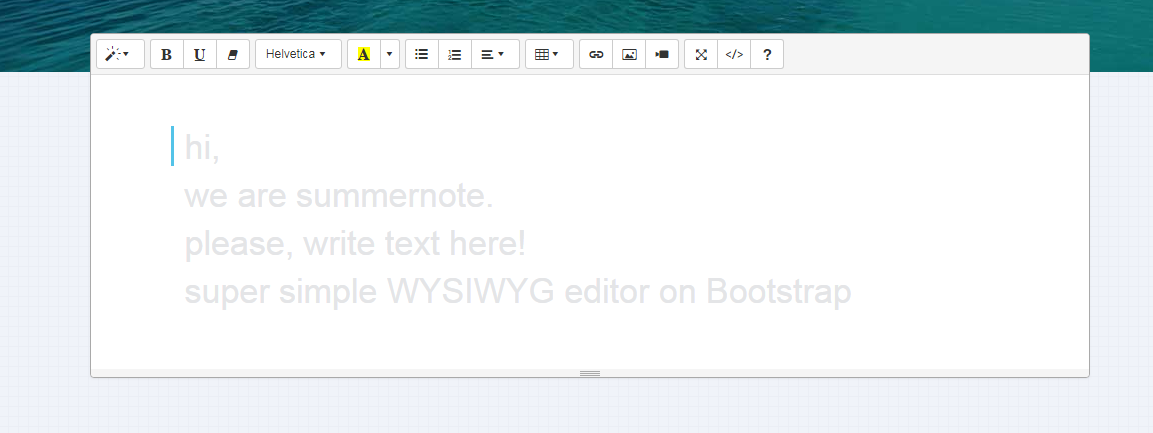 B U Helvetica A </> ?
hi,
we are summernote.
please, write text here!
super simple WYSIWYG editor on Bootstrap